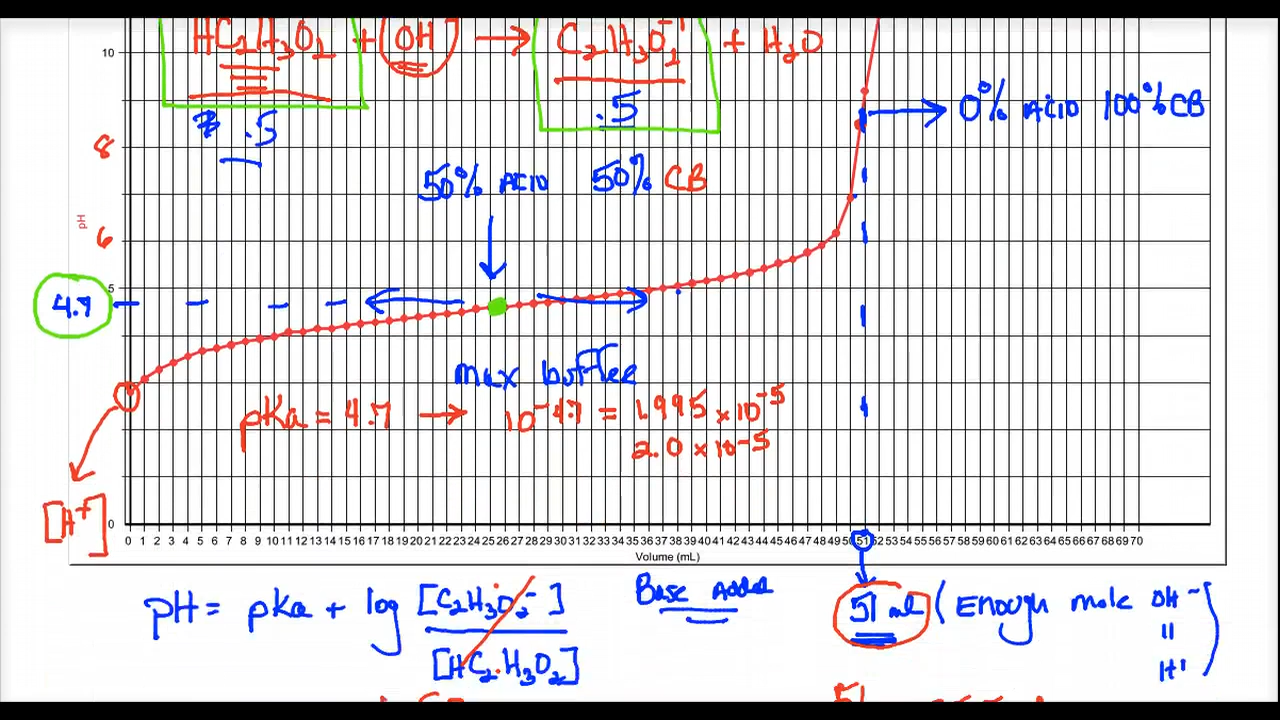 10
HC2H3O2 + OH → C2H3O2⁻¹ + H2O
.5
.5
0% ACID 100% CB
8
50% ACID 50% CB
pH
6
5
4.7
max buffer
pKa = 4.7 → 10^-4.7 = 1.995 × 10^-5
2.0 × 10^-5
[H+]
0
0 1 2 3 4 5 6 7 8 9 10 11 12 13 14 15 16 17 18 19 20 21 22 23 24 25 26 27 28 29 30 31 32 33 34 35 36 37 38 39 40 41 42 43 44 45 46 47 48 49 50 51 52 53 54 55 56 57 58 59 60 61 62 63 64 65 66 67 68 69 70
Volume (mL)
pH = pKa + log [C2H3O2⁻]
[HC2H3O2]
Base Added
51 ml (Enough mole OH⁻
"
H⁺)
51